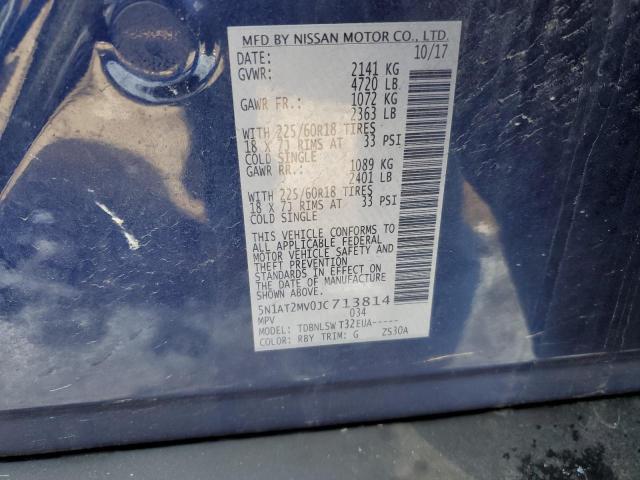 MFD BY NISSAN MOTOR CO., LTD.
DATE: 10/17
GVWR: 2141 KG
4720 LB
GAWR FR.: 1072 KG
2363 LB
WITH 225/60R18 TIRES
18 X 7J RIMS AT 33 PSI
COLD SINGLE
GAWR RR.: 1089 KG
2401 LB
WITH 225/60R18 TIRES
18 X 7J RIMS AT 33 PSI
COLD SINGLE
THIS VEHICLE CONFORMS TO
ALL APPLICABLE FEDERAL
MOTOR VEHICLE SAFETY AND
THEFT PREVENTION
STANDARDS IN EFFECT ON
THE DATE OF MANUFACTURE
SHOWN ABOVE.
5N1AT2MV0JC713814
MPV 034
MODEL: TDBNLSWT32EUA-----
COLOR: RBY TRIM: G ZS30A